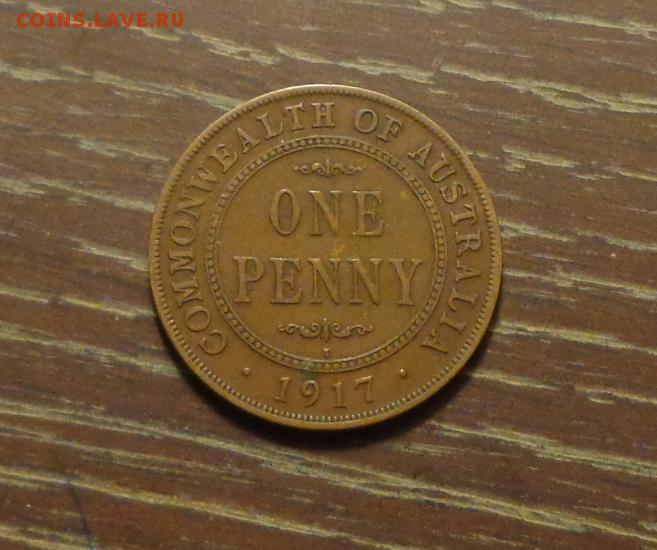 COINS.LAVE.RU
COMMONWEALTH OF AUSTRALIA
ONE
PENNY
I
· 1917 ·